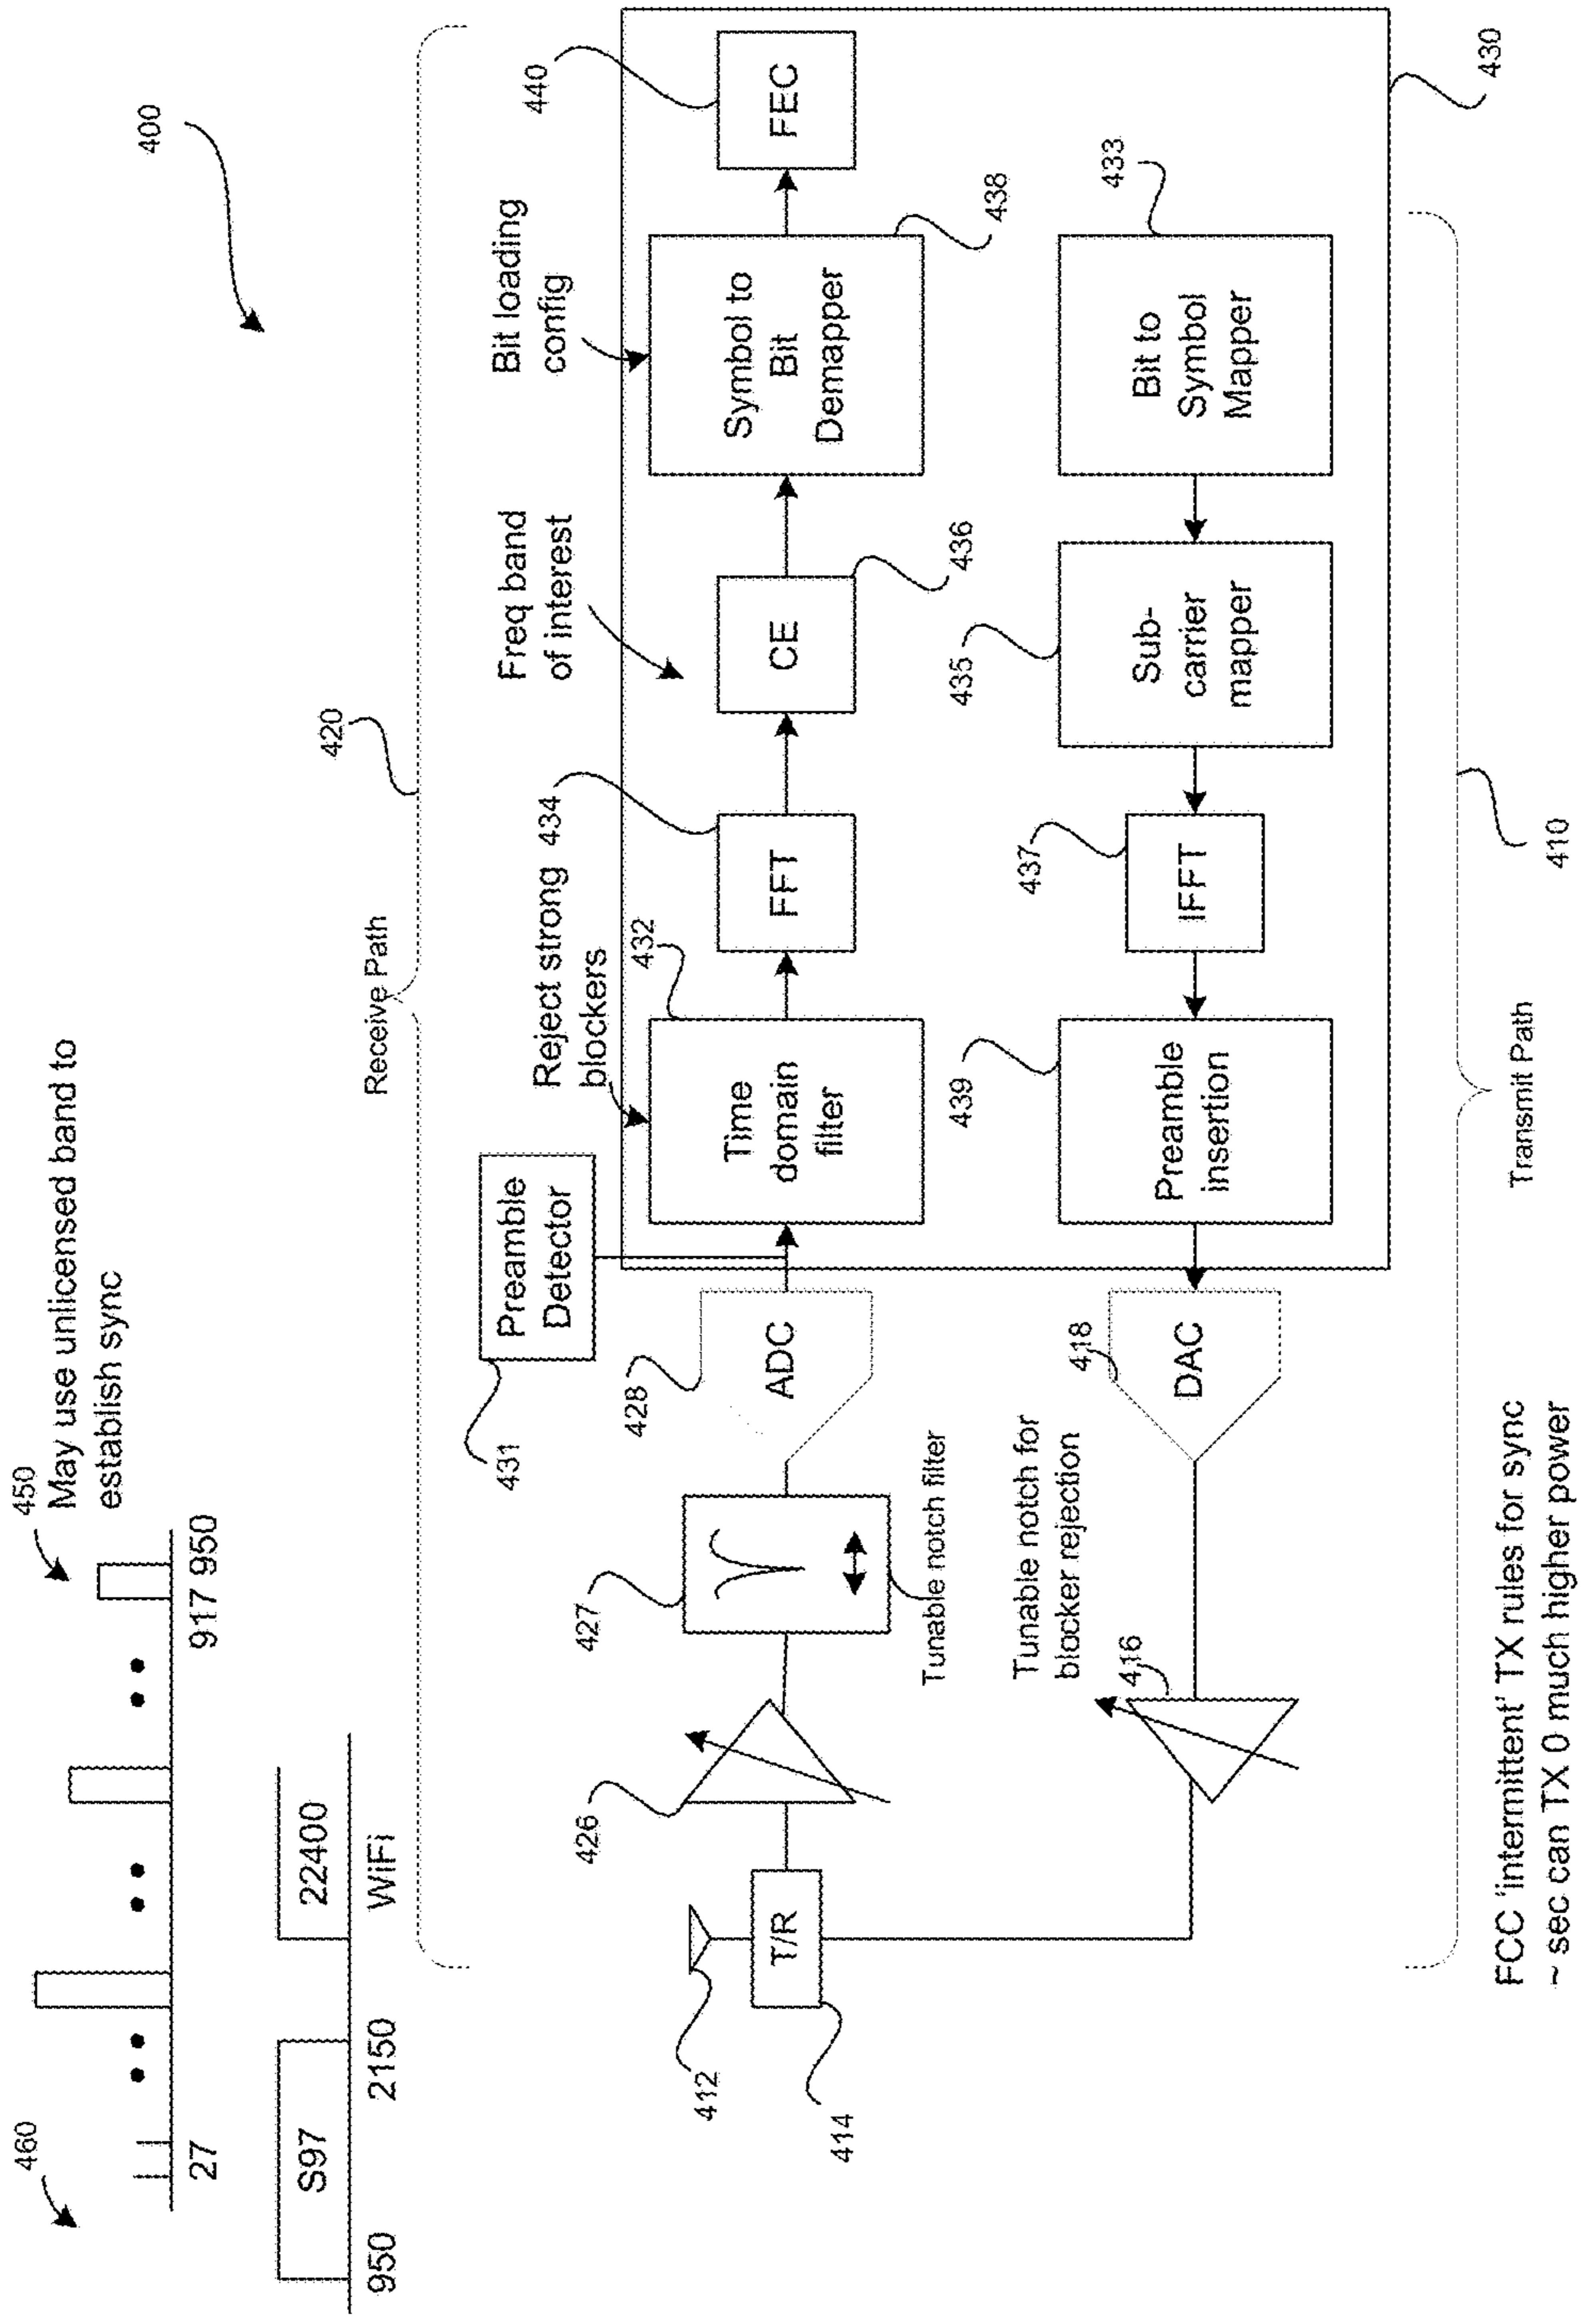 460
450
May use unlicensed band to
establish sync
27
917 950
S97
22400
950
2150
WiFi
400
420
Receive Path
431
Preamble
Detector
Reject strong
blockers
432
434
Freq band
of interest
436
Bit loading
config
438
440
412
414
T/R
426
427
Tunable notch filter
428
ADC
Time
domain
filter
FFT
CE
Symbol to
Bit
Demapper
FEC
Tunable notch for
blocker rejection
416
418
DAC
439
Preamble
insertion
437
IFFT
435
Sub-
carrier
mapper
433
Bit to
Symbol
Mapper
430
410
Transmit Path
FCC 'intermittent' TX rules for sync
~ sec can TX 0 much higher power